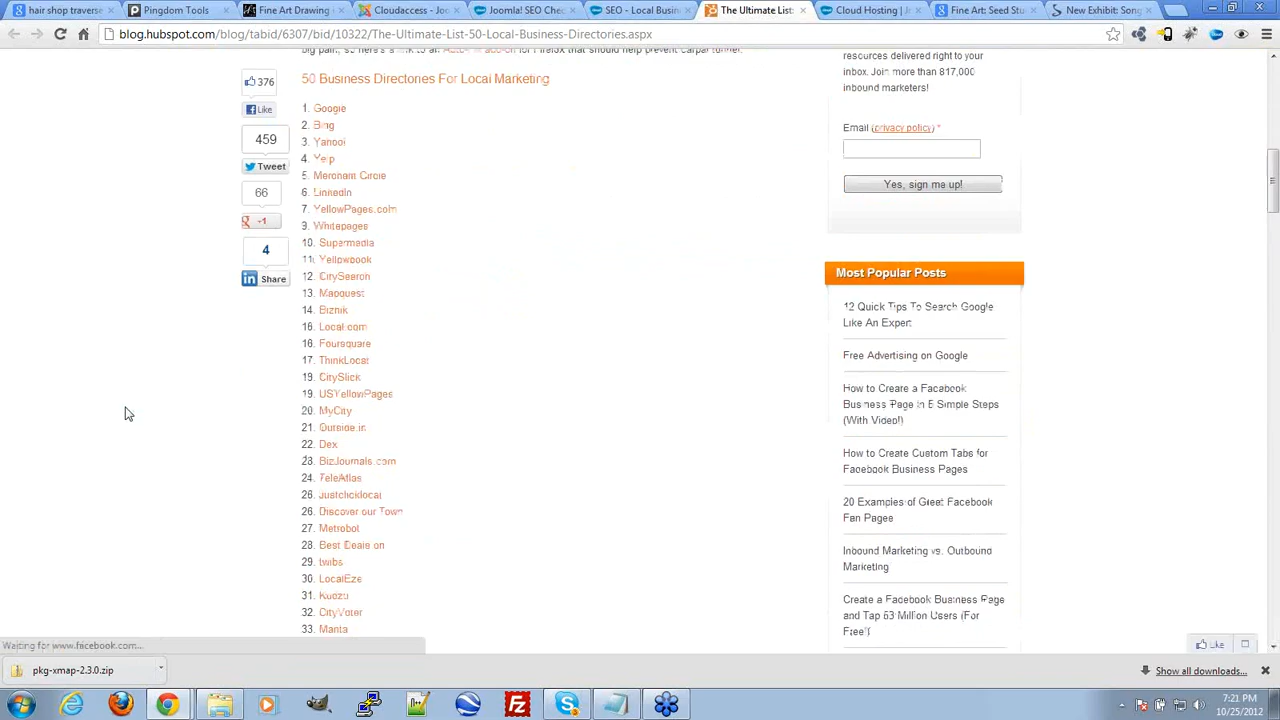 hair shop traverse
Pingdom Tools
Fine Art Drawing
Cloudaccess - Joo
Joomla! SEO Chec
SEO - Local Busin
The Ultimate List:
Cloud Hosting | J
Fine Art: Seed Stu
New Exhibit: Song
blog.hubspot.com/blog/tabid/6307/bid/10322/The-Ultimate-List-50-Local-Business-Directories.aspx
376
Like
459
Tweet
66
+1
4
Share
50 Business Directories For Local Marketing
1. Google
2. Bing
3. Yahoo!
4. Yelp
5. Merchant Circle
6. LinkedIn
7. YellowPages.com
9. Whitepages
10. Supermedia
11. Yellowbook
12. CitySearch
13. Mapquest
14. Biznik
Local.com
Foursquare
17. ThinkLocal
CitySlick
19. USYellowPages
20. MyCity
21. Outside.in
22. Dex
23. BizJournals.com
24. TeleAtlas
Justclicklocal
Discover our Town
27. Metrobot
28. Best Deals on
29. twibs
30. LocalEze
31. Kudzu
32. CityVoter
33. Manta
resources delivered right to your
inbox. Join more than 817,000
inbound marketers!
Email (privacy policy) *
Yes, sign me up!
Most Popular Posts
12 Quick Tips To Search Google
Like An Expert
Free Advertising on Google
How to Create a Facebook
Business Page in 5 Simple Steps
(With Video!)
How to Create Custom Tabs for
Facebook Business Pages
20 Examples of Great Facebook
Fan Pages
Inbound Marketing vs. Outbound
Marketing
Create a Facebook Business Page
and Tap 53 Million Users (For
Free!)
Like
Waiting for www.facebook.com...
pkg-xmap-2.3.0.zip
Show all downloads...
7:21 PM
10/25/2012